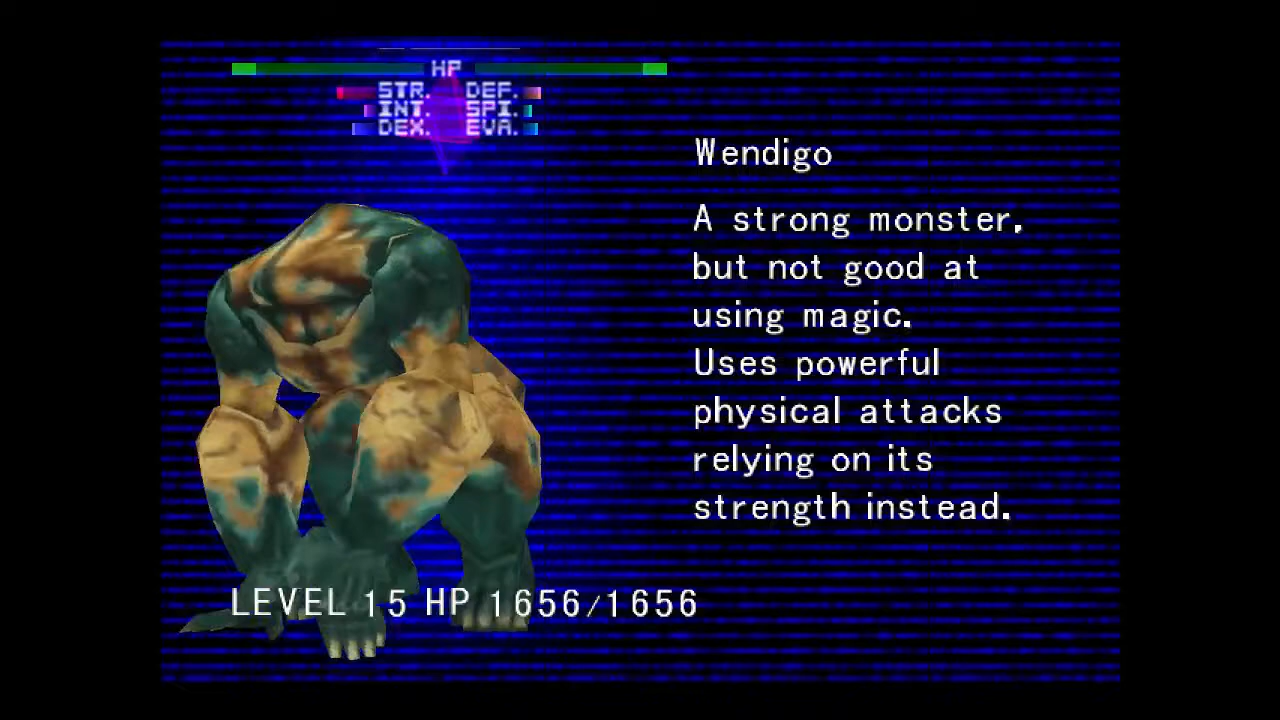 HP
STR. DEF.
INT. SPI.
DEX. EVA.
Wendigo
A strong monster,
but not good at
using magic.
Uses powerful
physical attacks
relying on its
strength instead.
LEVEL 15 HP 1656/1656